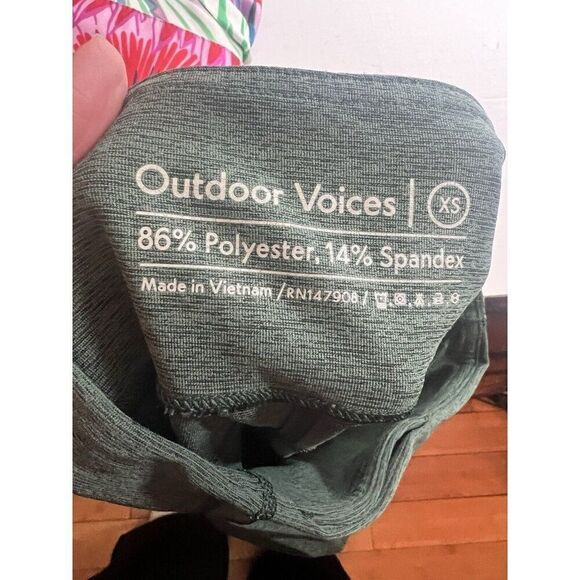 Outdoor Voices | XS
86% Polyester, 14% Spandex
Made in Vietnam / RN147908 /